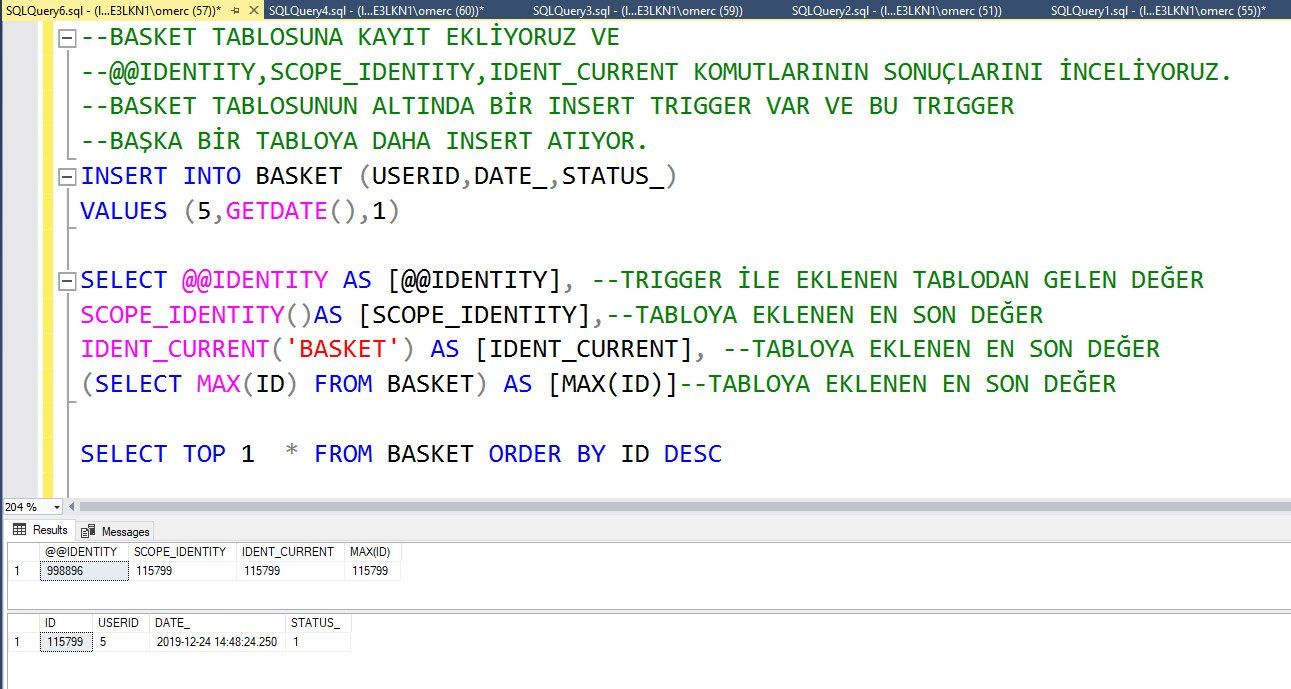 SQLQuery6.sql - (l...E3LKN1\omerc (57))* SQLQuery4.sql - (l...E3LKN1\omerc (60))* SQLQuery3.sql - (l...E3LKN1\omerc (59)) SQLQuery2.sql - (l...E3LKN1\omerc (51)) SQLQuery1.sql - (l...E3LKN1\omerc (55))*
--BASKET TABLOSUNA KAYIT EKLİYORUZ VE
--@@IDENTITY,SCOPE_IDENTITY,IDENT_CURRENT KOMUTLARININ SONUÇLARINI İNCELİYORUZ.
--BASKET TABLOSUNUN ALTINDA BİR INSERT TRIGGER VAR VE BU TRIGGER
--BAŞKA BİR TABLOYA DAHA INSERT ATIYOR.
INSERT INTO BASKET (USERID,DATE_,STATUS_)
VALUES (5,GETDATE(),1)
SELECT @@IDENTITY AS [@@IDENTITY], --TRIGGER İLE EKLENEN TABLODAN GELEN DEĞER
SCOPE_IDENTITY()AS [SCOPE_IDENTITY],--TABLOYA EKLENEN EN SON DEĞER
IDENT_CURRENT('BASKET') AS [IDENT_CURRENT], --TABLOYA EKLENEN EN SON DEĞER
(SELECT MAX(ID) FROM BASKET) AS [MAX(ID)]--TABLOYA EKLENEN EN SON DEĞER
SELECT TOP 1  * FROM BASKET ORDER BY ID DESC
204 %
Results Messages
@@IDENTITY SCOPE_IDENTITY IDENT_CURRENT MAX(ID)
1 998896 115799 115799 115799
ID USERID DATE_ STATUS_
1 115799 5 2019-12-24 14:48:24.250 1